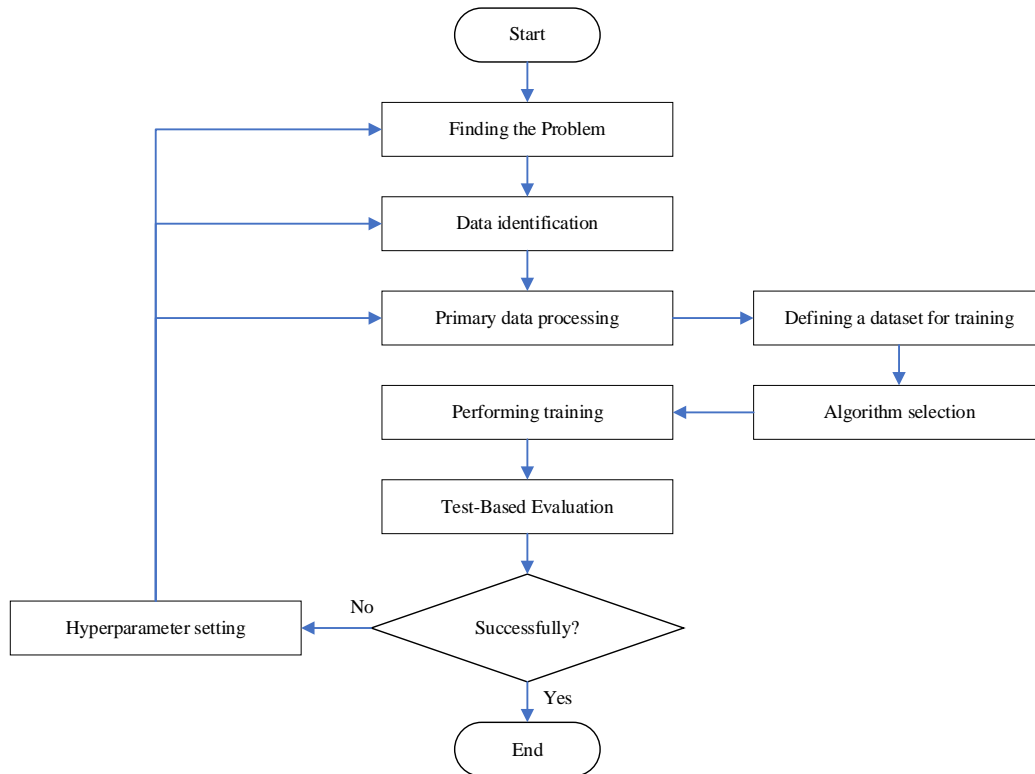 Start
Finding the Problem
Data identification
Primary data processing
Defining a dataset for training
Algorithm selection
Performing training
Test-Based Evaluation
Successfully?
No
Hyperparameter setting
Yes
End